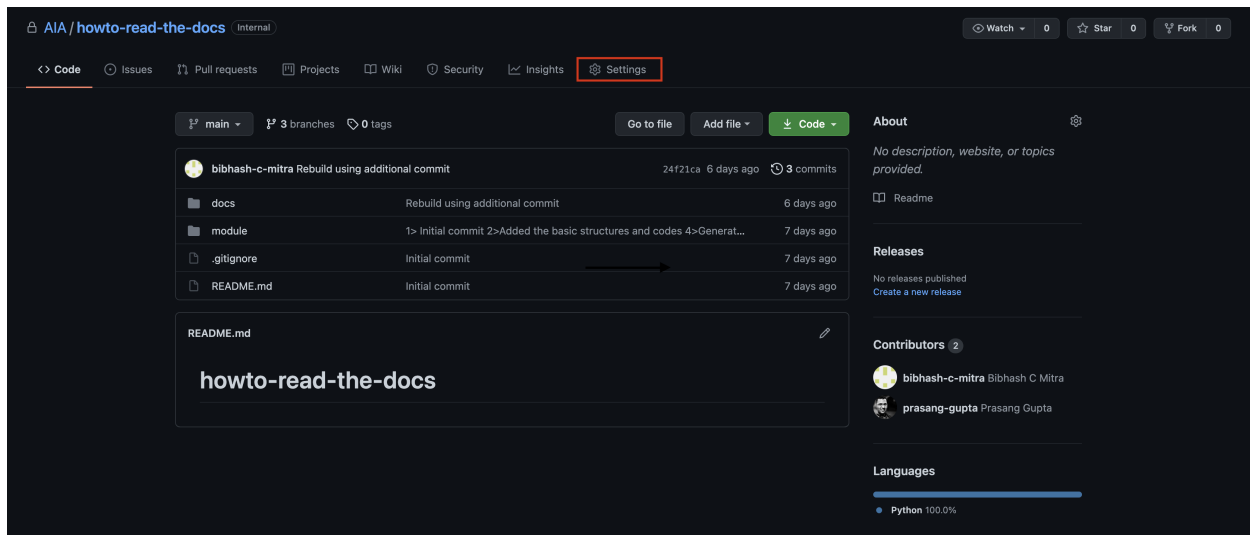 AIA / howto-read-the-docs Internal
Watch 0 Star 0 Fork 0
<> Code Issues Pull requests Projects Wiki Security Insights Settings
main 3 branches 0 tags Go to file Add file Code
bibhash-c-mitra Rebuild using additional commit 24f21ca 6 days ago 3 commits
docs Rebuild using additional commit 6 days ago
module 1> Initial commit 2>Added the basic structures and codes 4>Generat... 7 days ago
.gitignore Initial commit 7 days ago
README.md Initial commit 7 days ago
README.md
howto-read-the-docs
About
No description, website, or topics
provided.
Readme
Releases
No releases published
Create a new release
Contributors 2
bibhash-c-mitra Bibhash C Mitra
prasang-gupta Prasang Gupta
Languages
Python 100.0%